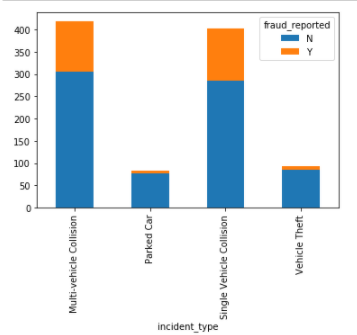 fraud_reported
N
Y
400
350
300
250
200
150
100
50
0
Multi-vehicle Collision
Parked Car
Single Vehicle Collision
Vehicle Theft
incident_type